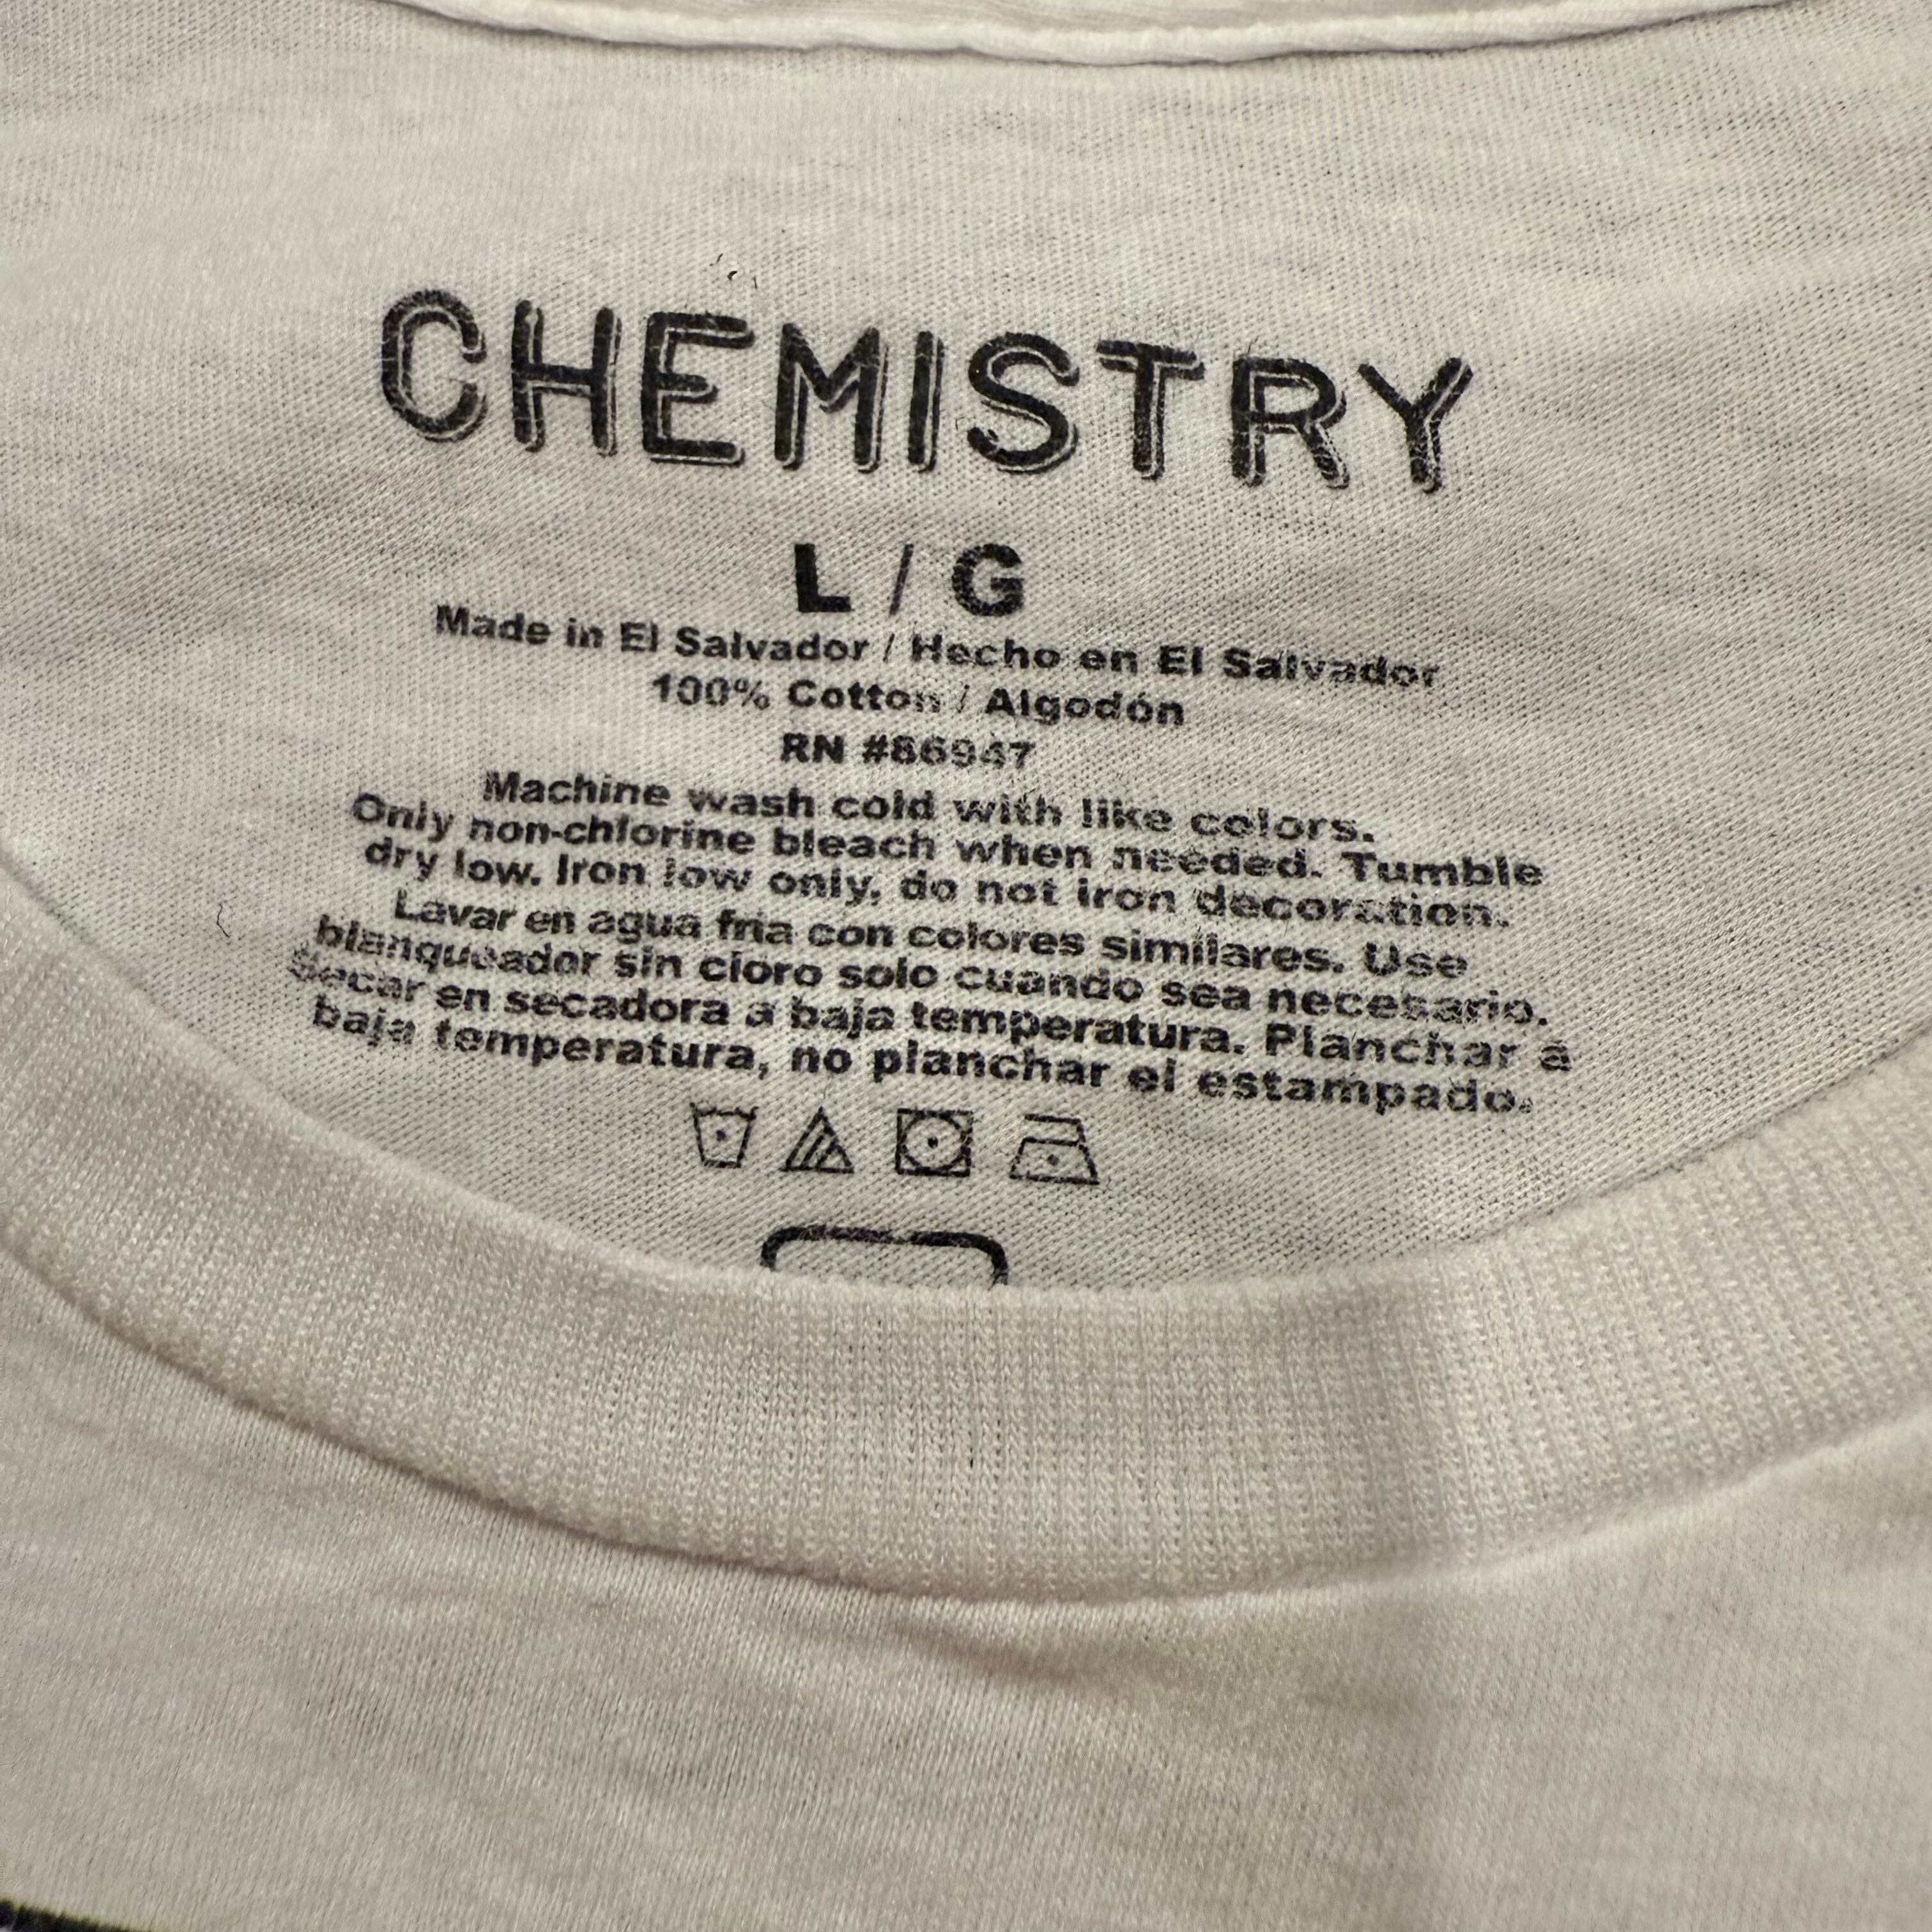 CHEMISTRY
L / G
Made in El Salvador / Hecho en El Salvador
100% Cotton / Algodón
RN #86947
Machine wash cold with like colors.
Only non-chlorine bleach when needed. Tumble
dry low. Iron low only, do not iron decoration.
Lavar en agua fria con colores similares. Use
blanqueador sin cloro solo cuando sea necesario.
Secar en secadora a baja temperatura. Planchar a
baja temperatura, no planchar el estampado.